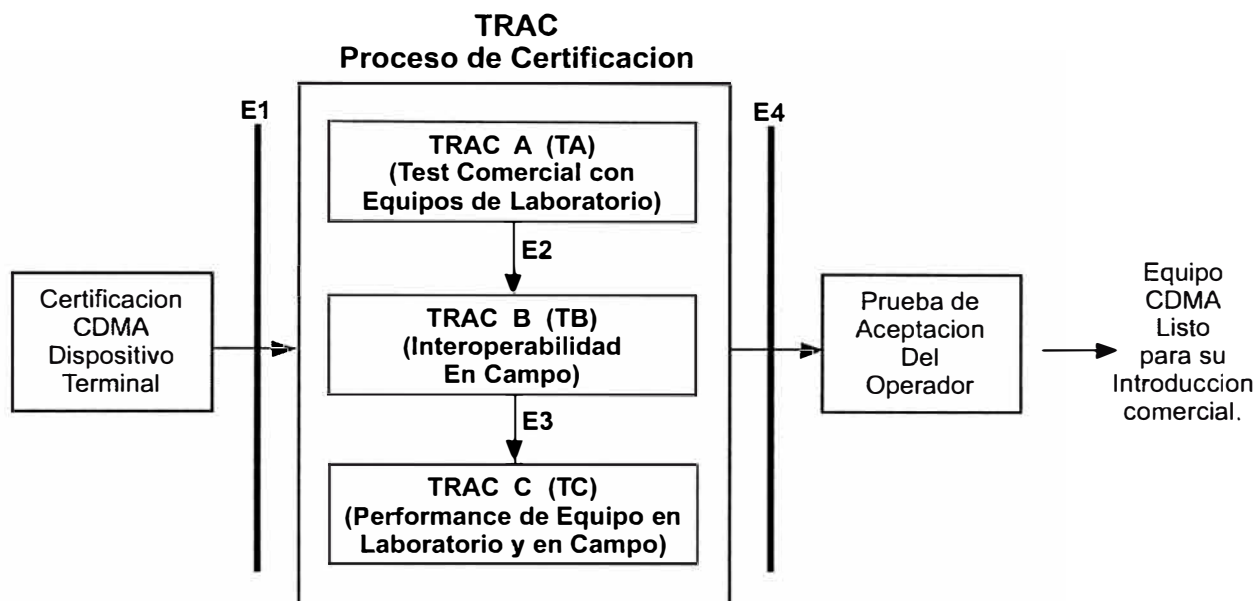 TRAC
Proceso de Certificacion
E1
E4
TRAC A (TA)
(Test Comercial con
Equipos de Laboratorio)
E2
Certificacion
CDMA
Dispositivo
Terminal
TRAC B (TB)
(Interoperabilidad
En Campo)
Prueba de
Aceptacion
Del
Operador
Equipo
CDMA
Listo
para su
Introduccion
comercial.
E3
TRAC C (TC)
(Performance de Equipo en
Laboratorio y en Campo)